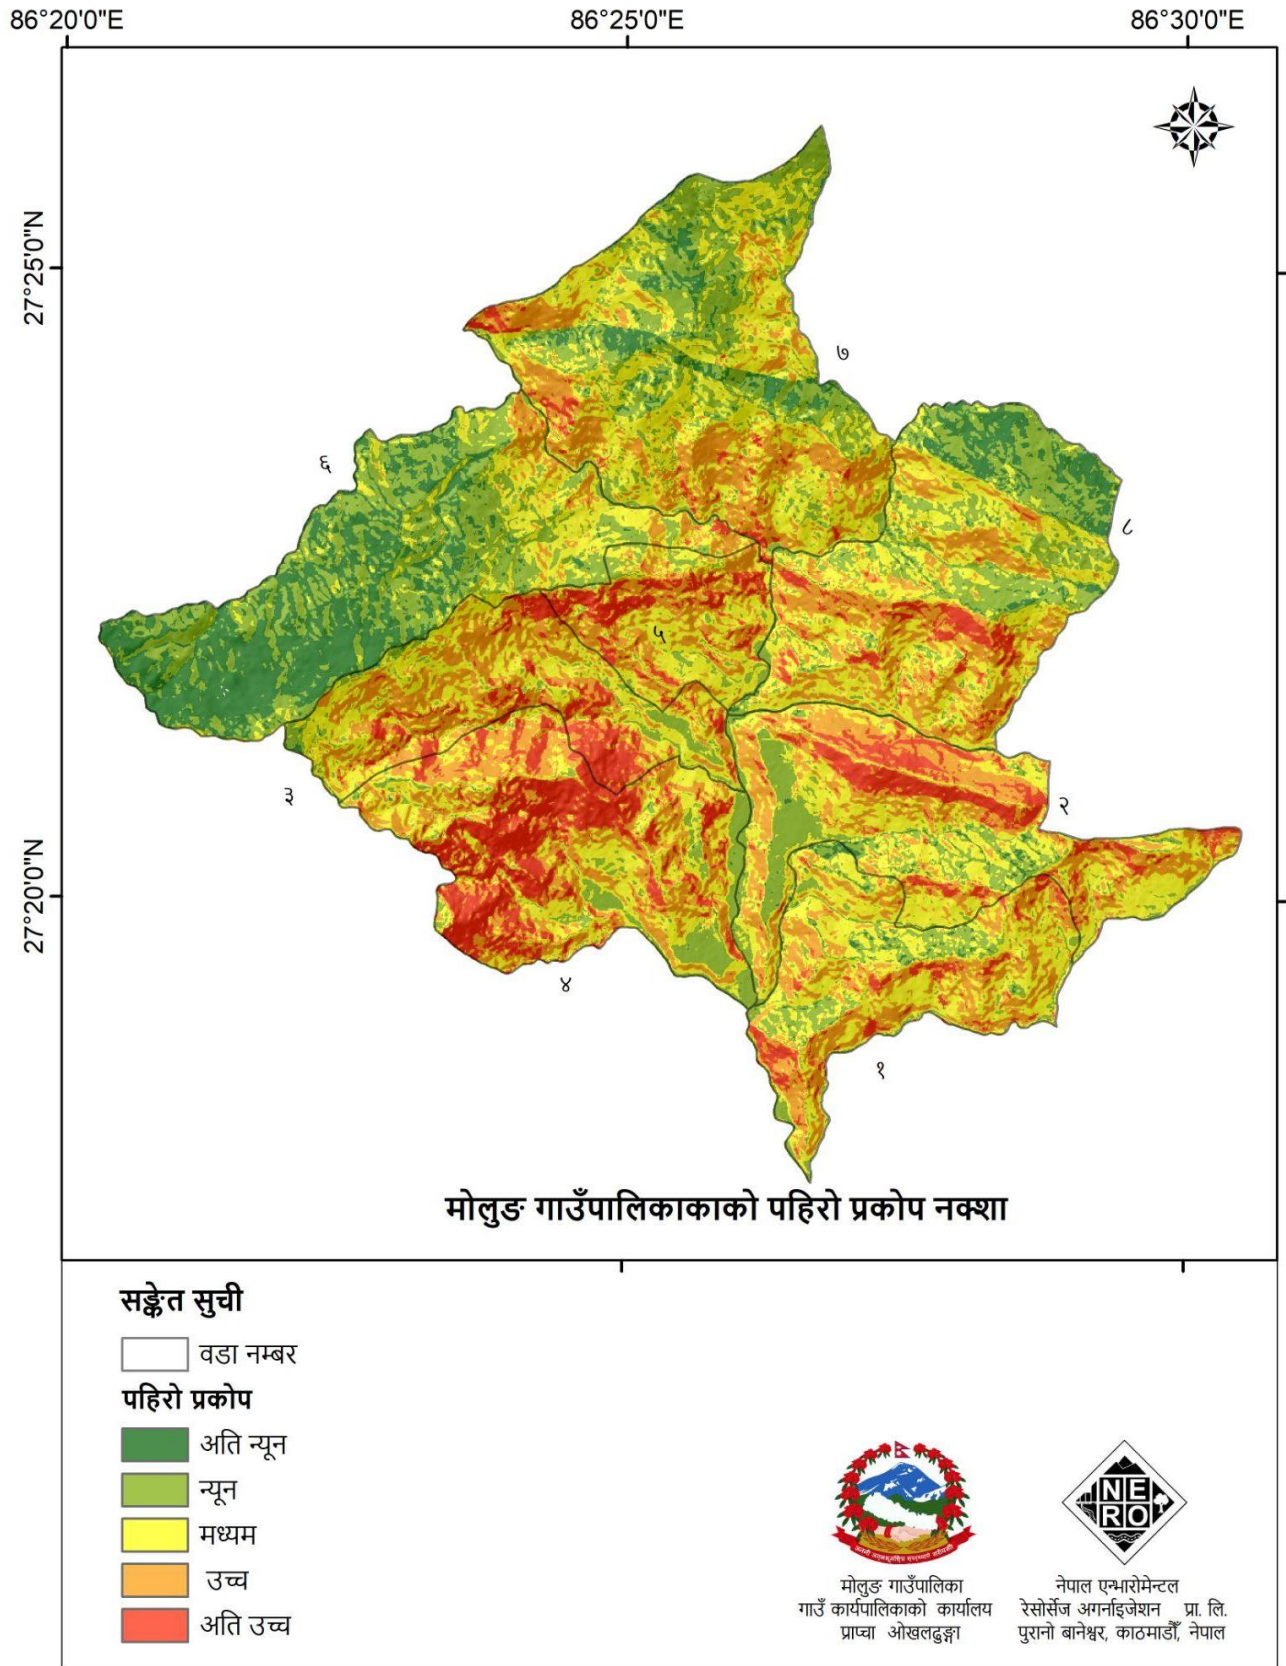 86°20'0"E 86°25'0"E 86°30'0"E
27°25'0"N
७
६
८
५
३
२
27°20'0"N
४
१
मोलुङ गाउँपालिकाकाको पहिरो प्रकोप नक्शा
सङ्केत सुची
वडा नम्बर
पहिरो प्रकोप
अति न्यून
न्यून
मध्यम
उच्च
अति उच्च
NE
RO
मोलुङ गाउँपालिका
गाउँ कार्यपालिकाको कार्यालय
प्राप्चा ओखलढुङ्गा
नेपाल एन्भारोमेन्टल
रेसोर्सेज अगर्नाइजेशन प्रा. लि.
पुरानो बानेश्वर, काठमाडौँ, नेपाल